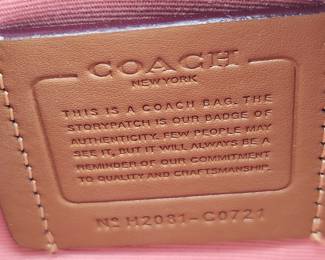 COACH
NEW YORK
THIS IS A COACH BAG. THE
STORYPATCH IS OUR BADGE OF
AUTHENTICITY. FEW PEOPLE MAY
SEE IT, BUT IT WILL ALWAYS BE A
REMINDER OF OUR COMMITMENT
TO QUALITY AND CRAFTSMANSHIP.
Nº H2081-C0721